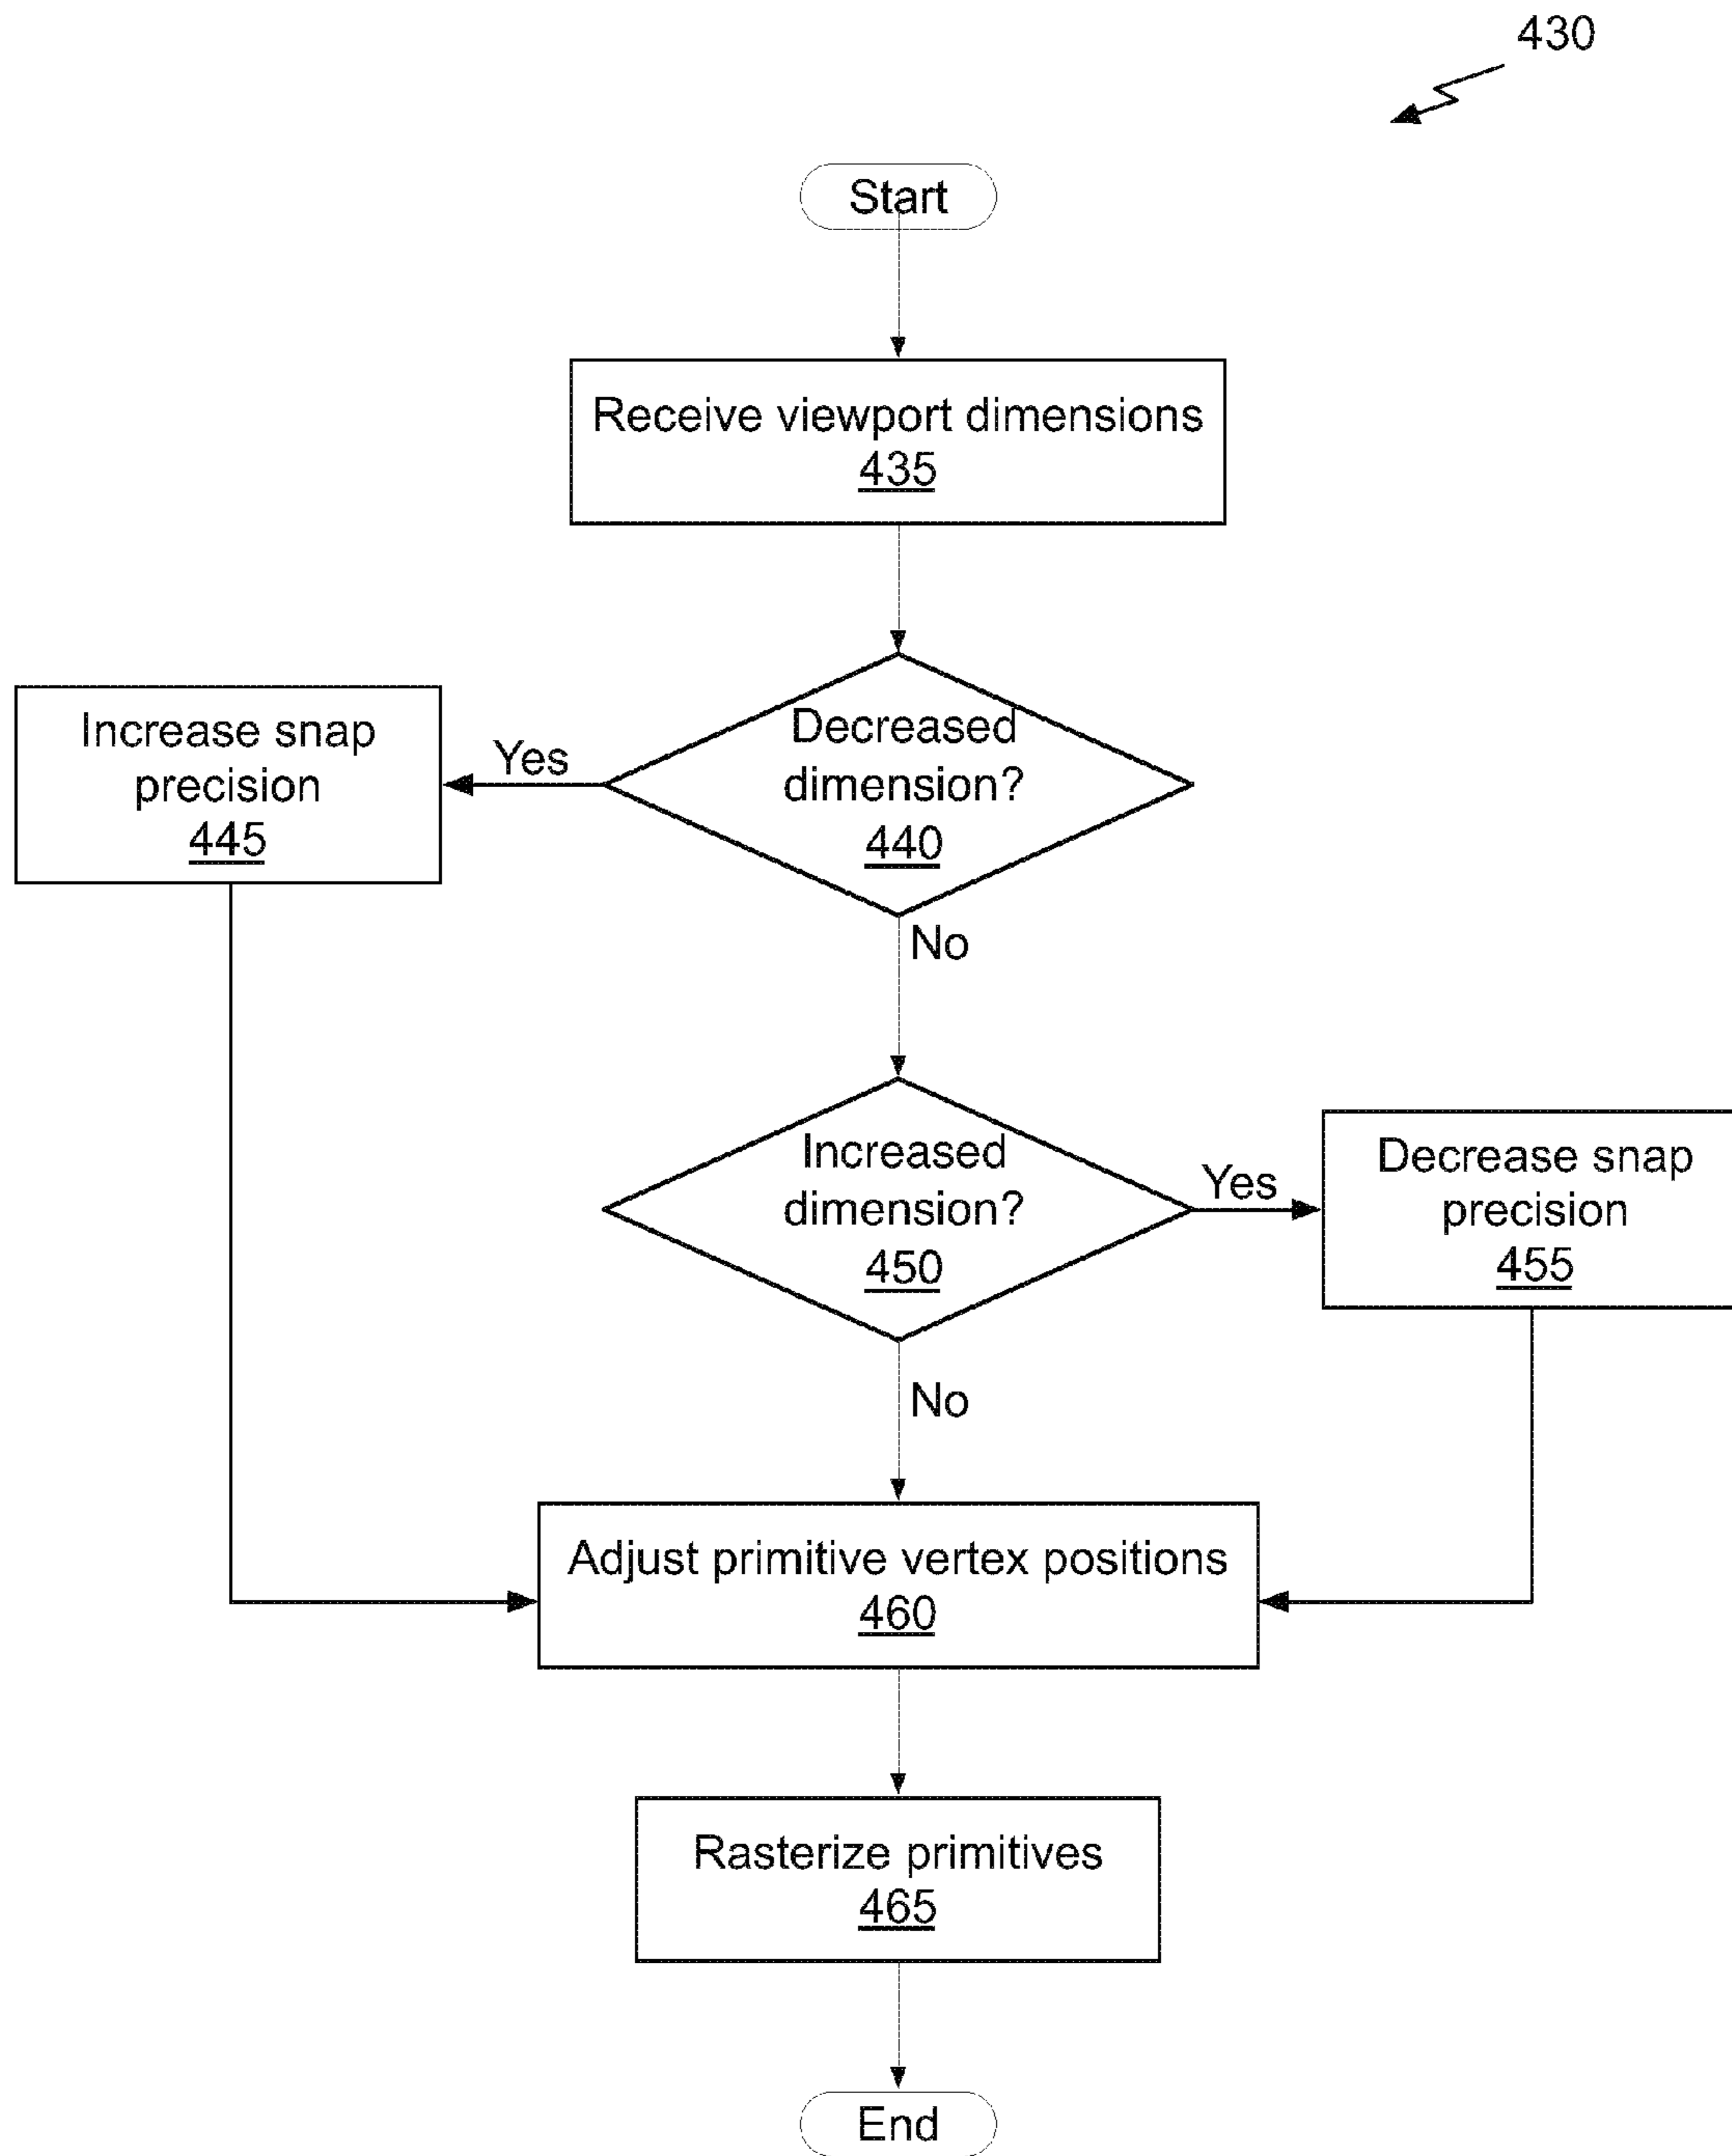 430
Start
Receive viewport dimensions
435
Decreased
dimension?
440
Yes
Increase snap
precision
445
No
Increased
dimension?
450
Yes
Decrease snap
precision
455
No
Adjust primitive vertex positions
460
Rasterize primitives
465
End